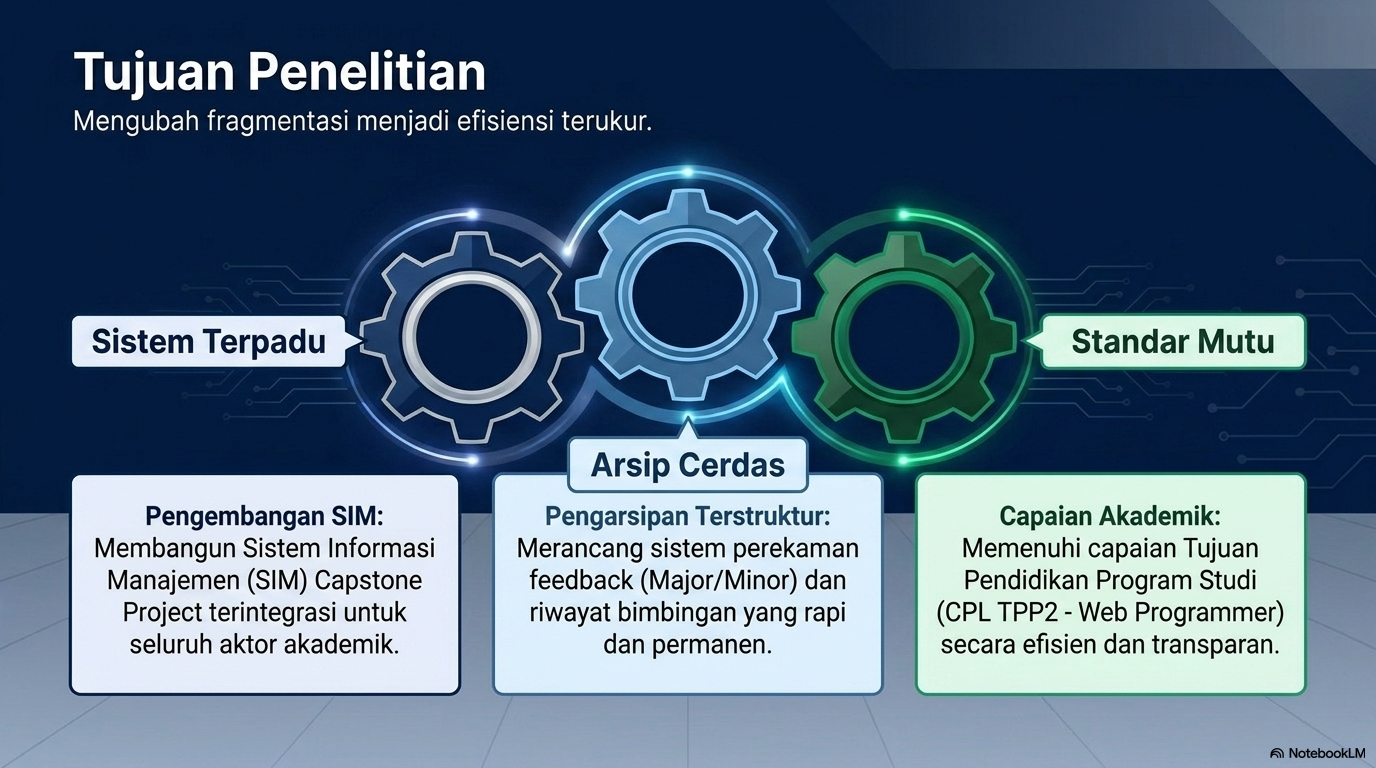 Tujuan Penelitian
Mengubah fragmentasi menjadi efisiensi terukur.
Sistem Terpadu
Arsip Cerdas
Standar Mutu
Pengembangan SIM:
Membangun Sistem Informasi
Manajemen (SIM) Capstone
Project terintegrasi untuk
seluruh aktor akademik.
Pengarsipan Terstruktur:
Merancang sistem perekaman
feedback (Major/Minor) dan
riwayat bimbingan yang rapi
dan permanen.
Capaian Akademik:
Memenuhi capaian Tujuan
Pendidikan Program Studi
(CPL TPP2 - Web Programmer)
secara efisien dan transparan.
NotebookLM